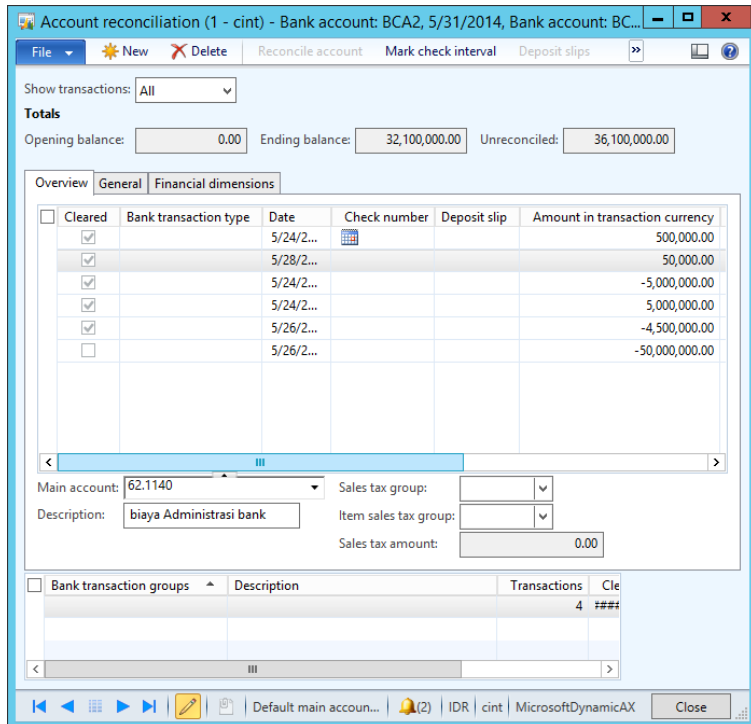 Account reconciliation (1 - cint) - Bank account: BCA2, 5/31/2014, Bank account: BC...
File New Delete Reconcile account Mark check interval Deposit slips »
Show transactions: All
Totals
Opening balance: 0.00 Ending balance: 32,100,000.00 Unreconciled: 36,100,000.00
Overview General Financial dimensions
Cleared Bank transaction type Date Check number Deposit slip Amount in transaction currency
5/24/2... 500,000.00
5/28/2... 50,000.00
5/24/2... -5,000,000.00
5/24/2... 5,000,000.00
5/26/2... -4,500,000.00
5/26/2... -50,000,000.00
Main account: 62.1140 Sales tax group:
Description: biaya Administrasi bank Item sales tax group:
Sales tax amount: 0.00
Bank transaction groups Description Transactions Cle
4 ####
Default main accoun... (2) IDR cint MicrosoftDynamicAX Close